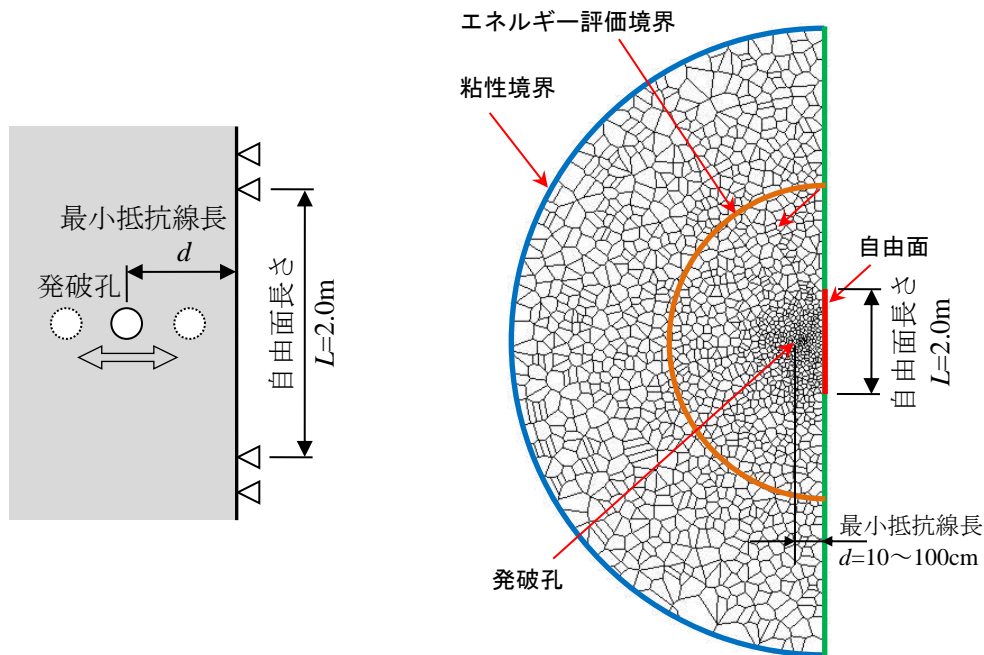 最小抵抗線長
d
発破孔
自由面長さ
L=2.0m
エネルギー評価境界
粘性境界
自由面
自由面長さ
L=2.0m
最小抵抗線長
d=10～100cm
発破孔